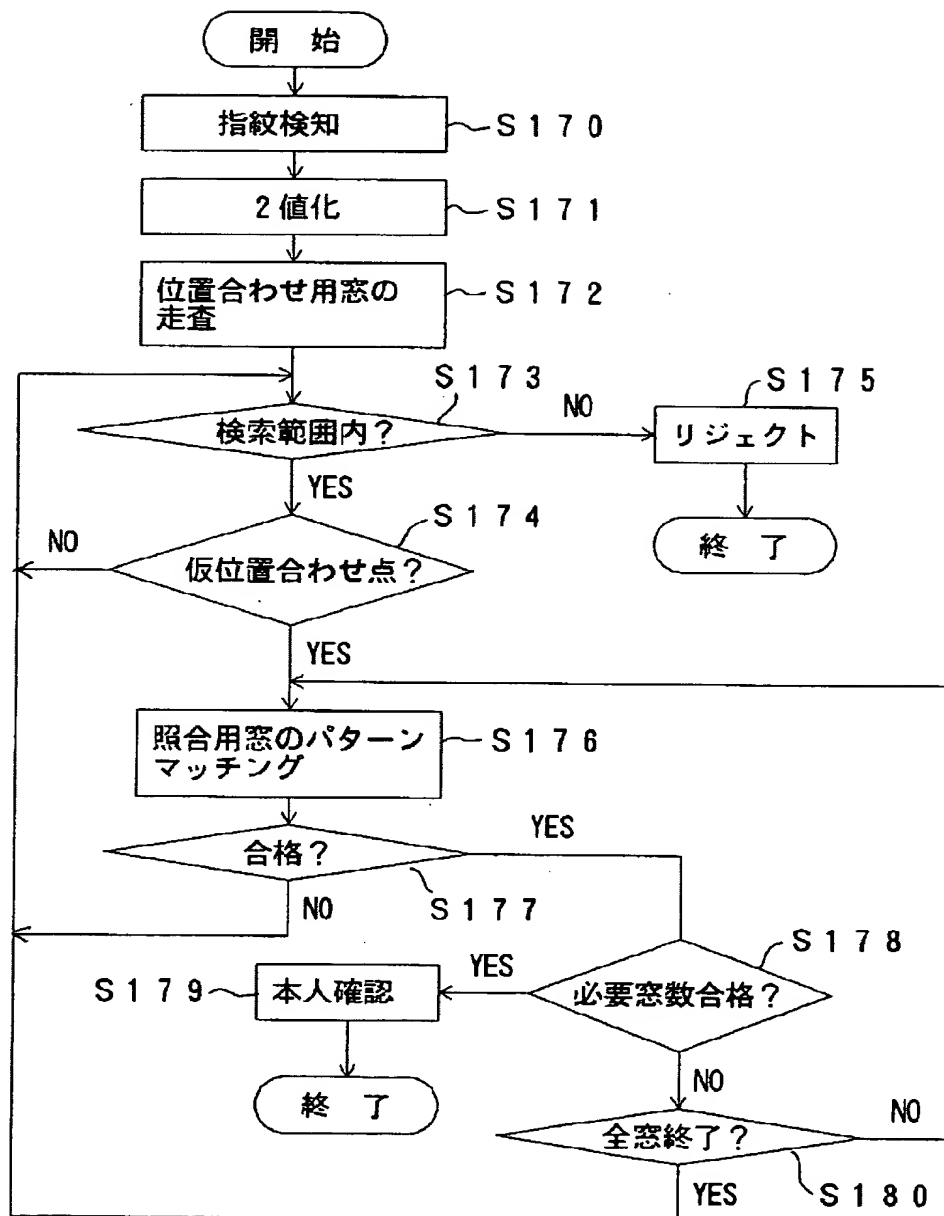 開 始
指紋検知
S170
2値化
S171
位置合わせ用窓の
走査
S172
S173
検索範囲内?
NO
S175
リジェクト
YES
終 了
S174
NO
仮位置合わせ点?
YES
照合用窓のパターン
マッチング
S176
合格?
YES
S177
NO
S178
必要窓数合格?
YES
S179
本人確認
終 了
NO
全窓終了?
NO
S180
YES